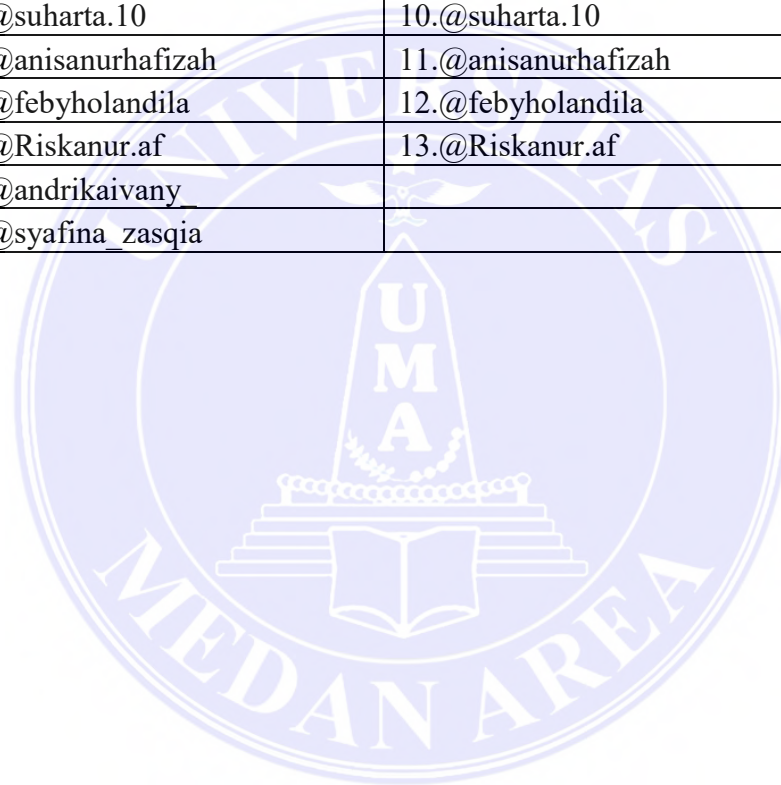 @suharta.10 10.@suharta.10
@anisanurhafizah 11.@anisanurhafizah
@febyholandila 12.@febyholandila
@Riskanur.af 13.@Riskanur.af
@andrikaivany_
@syafina_zasqia
UNIVERSITAS
U
M
A
MEDAN AREA